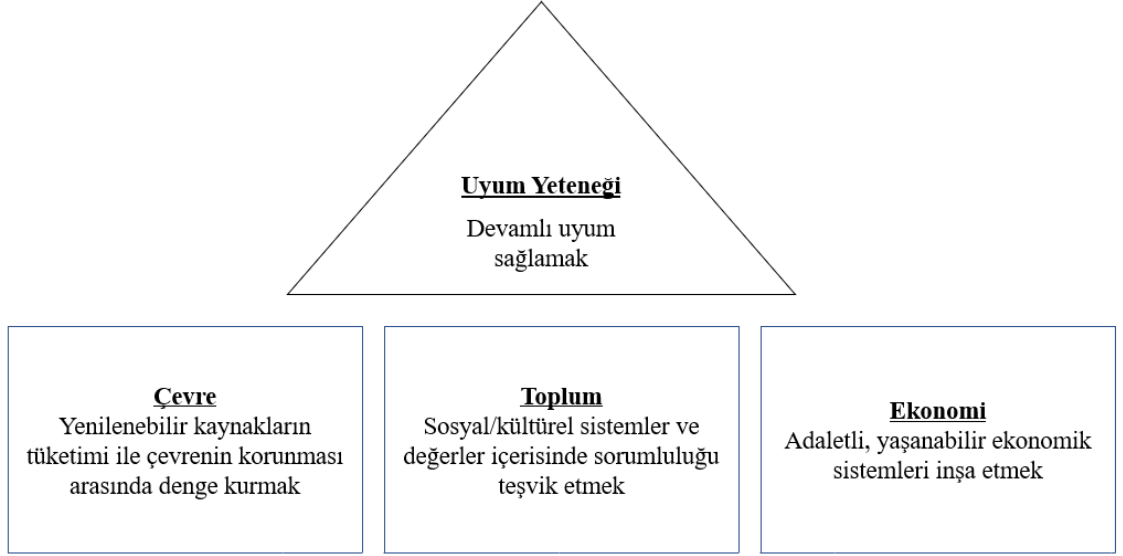 Uyum Yeteneği
Devamlı uyum
sağlamak
Çevre
Yenilenebilir kaynakların
tüketimi ile çevrenin korunması
arasında denge kurmak
Toplum
Sosyal/kültürel sistemler ve
değerler içerisinde sorumluluğu
teşvik etmek
Ekonomi
Adaletli, yaşanabilir ekonomik
sistemleri inşa etmek